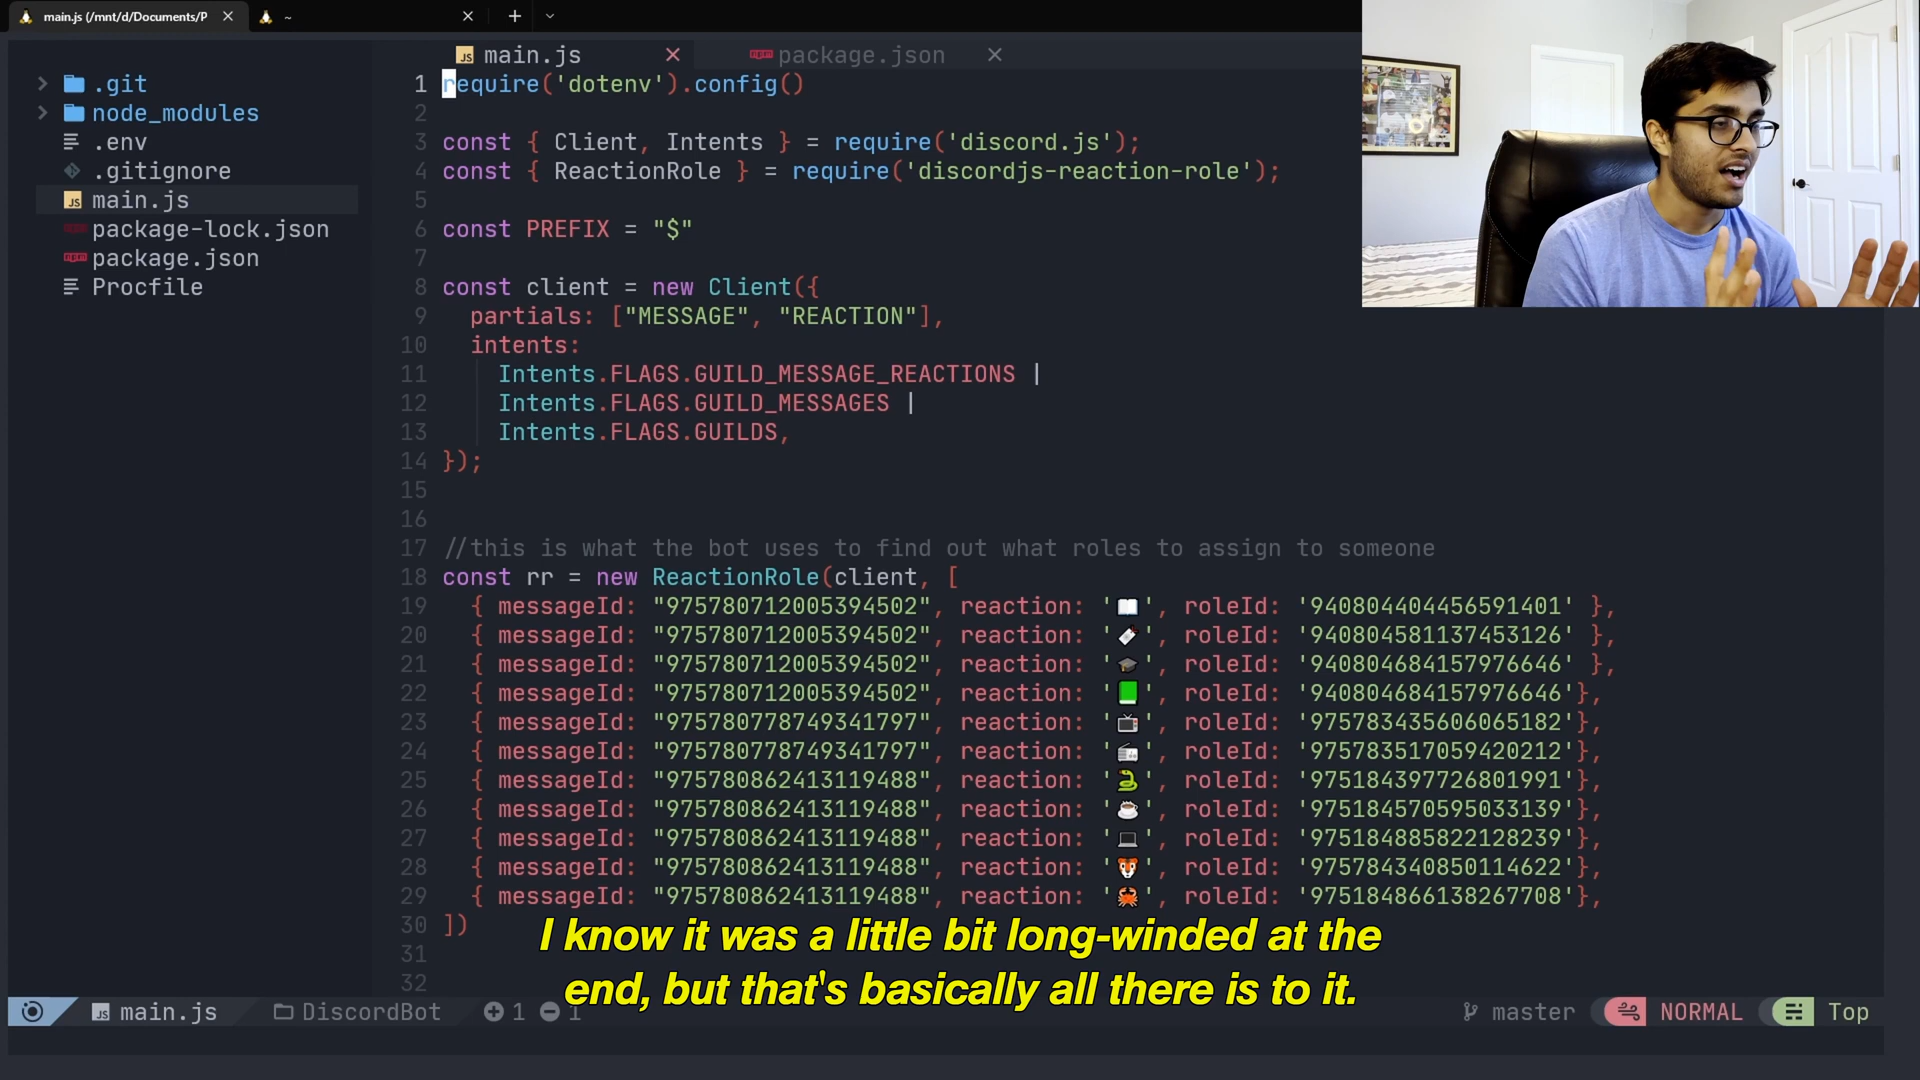 main.js (/mnt/d/Documents/P
~
main.js
package.json
.git
node_modules
.env
.gitignore
main.js
package-lock.json
package.json
Procfile
1 require('dotenv').config()
2
3 const { Client, Intents } = require('discord.js');
4 const { ReactionRole } = require('discordjs-reaction-role');
5
6 const PREFIX = "$"
7
8 const client = new Client({
9 partials: ["MESSAGE", "REACTION"],
10 intents:
11 Intents.FLAGS.GUILD_MESSAGE_REACTIONS |
12 Intents.FLAGS.GUILD_MESSAGES |
13 Intents.FLAGS.GUILDS,
14 });
15
16
17 //this is what the bot uses to find out what roles to assign to someone
18 const rr = new ReactionRole(client, [
19 { messageId: "975780712005394502", reaction: '📖', roleId: '940804404456591401' },
20 { messageId: "975780712005394502", reaction: '', roleId: '940804581137453126' },
21 { messageId: "975780712005394502", reaction: '🎓', roleId: '940804684157976646' },
22 { messageId: "975780712005394502", reaction: '📗', roleId: '940804684157976646'},
23 { messageId: "975780778749341797", reaction: '📺', roleId: '975783435606065182'},
24 { messageId: "975780778749341797", reaction: '📻', roleId: '975783517059420212'},
25 { messageId: "975780862413119488", reaction: '🐍', roleId: '975184397726801991'},
26 { messageId: "975780862413119488", reaction: '☕', roleId: '975184570595033139'},
27 { messageId: "975780862413119488", reaction: '💻', roleId: '975184885822128239'},
28 { messageId: "975780862413119488", reaction: '🐯', roleId: '975784340850114622'},
29 { messageId: "975780862413119488", reaction: '🦀', roleId: '975184866138267708'},
30 ])
31
32
I know it was a little bit long-winded at the
end, but that's basically all there is to it.
main.js DiscordBot 1 1 master NORMAL Top